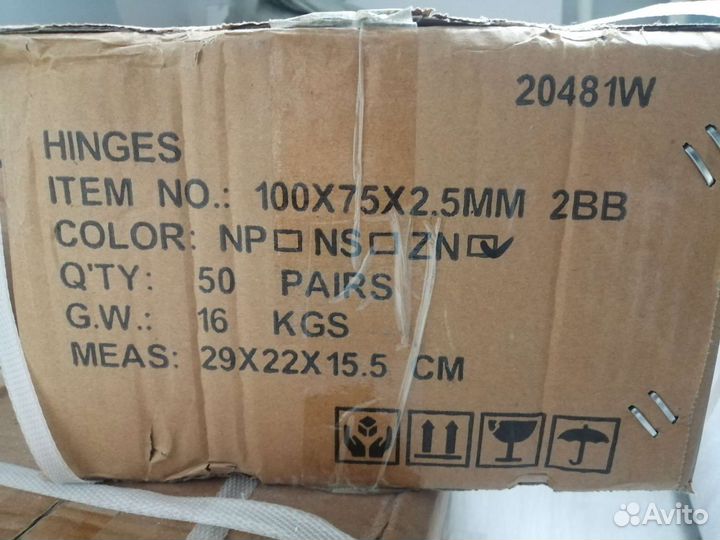 20481W
HINGES
ITEM NO.: 100X75X2.5MM 2BB
COLOR: NP☐ NS☐ ZN☑
Q'TY: 50 PAIRS
G.W.: 16 KGS
MEAS: 29X22X15.5 CM
Avito